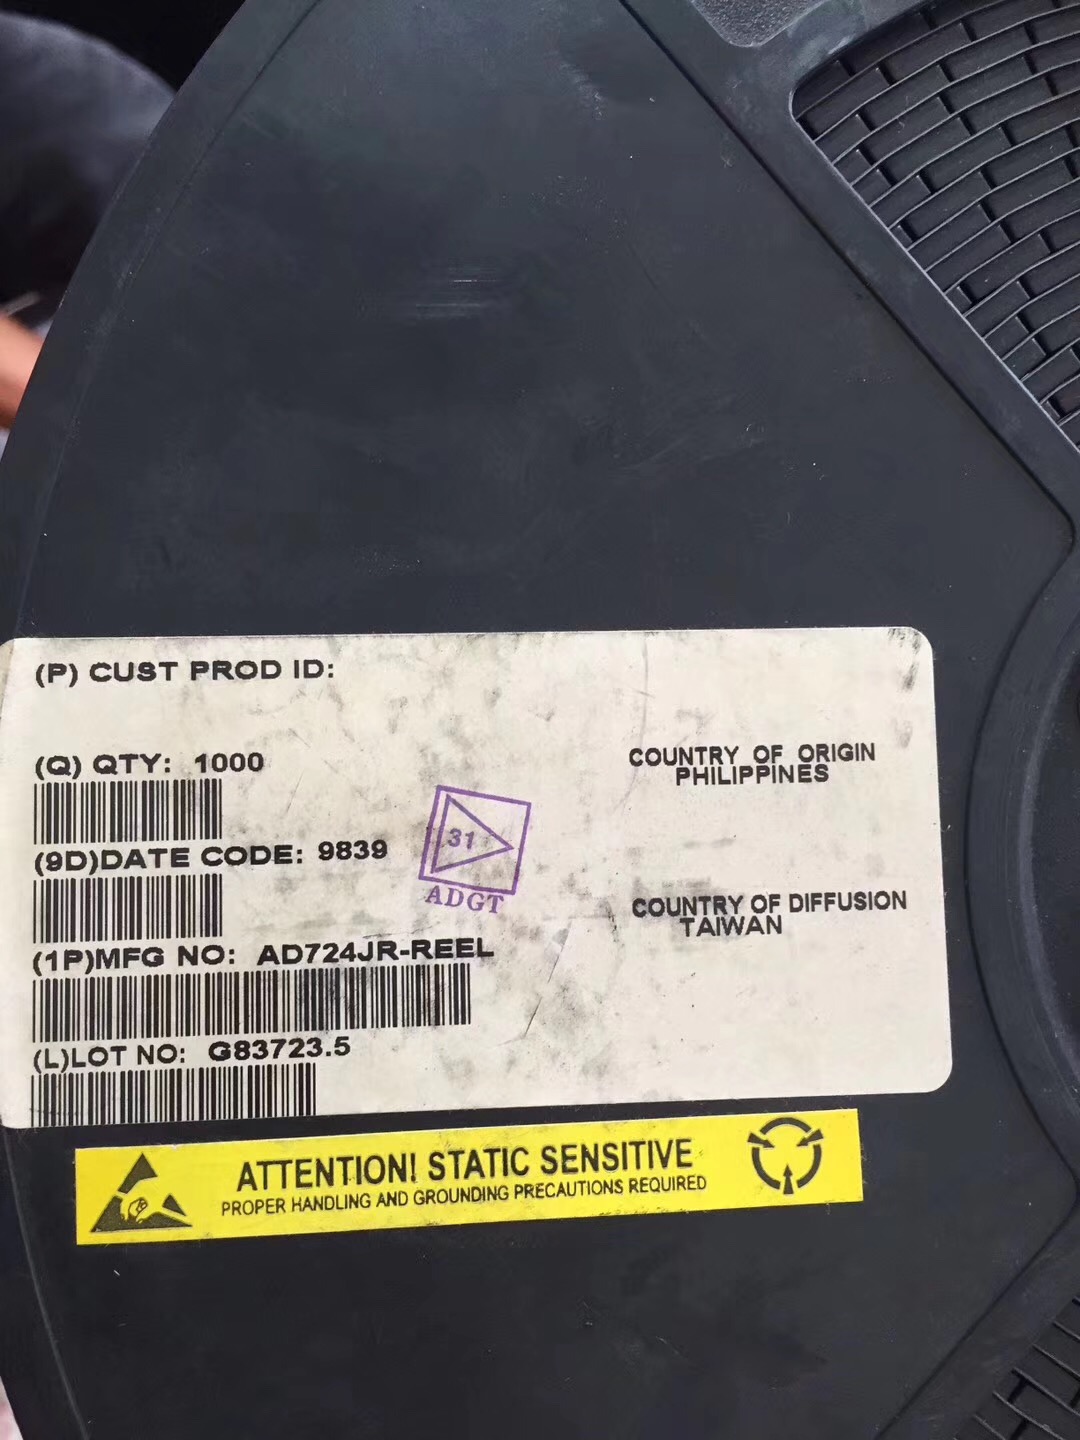 (P) CUST PROD ID:
(Q) QTY: 1000
COUNTRY OF ORIGIN
PHILIPPINES
(9D)DATE CODE: 9839
31
ADGT
COUNTRY OF DIFFUSION
TAIWAN
(1P)MFG NO: AD724JR-REEL
(L)LOT NO: G83723.5
ATTENTION! STATIC SENSITIVE
PROPER HANDLING AND GROUNDING PRECAUTIONS REQUIRED